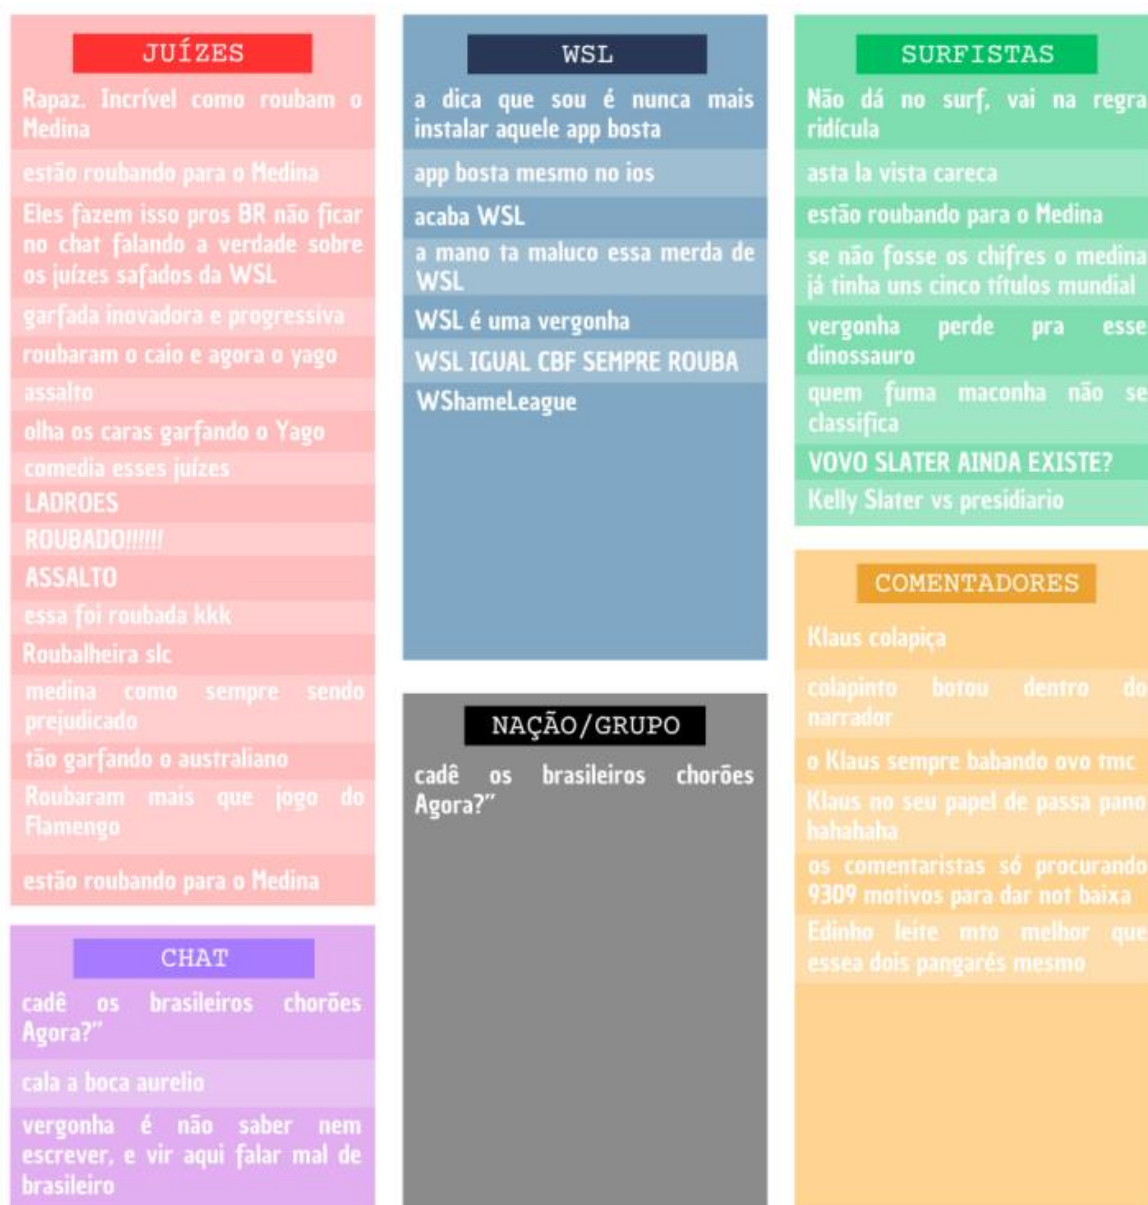 JUÍZES
Rapaz. Incrível como roubam o
Medina
estão roubando para o Medina
Eles fazem isso pros BR não ficar
no chat falando a verdade sobre
os juízes safados da WSL
garfada inovadora e progressiva
roubaram o caio e agora o yago
assalto
olha os caras garfando o Yago
comedia esses juízes
LADROES
ROUBADO!!!!!!
ASSALTO
essa foi roubada kkk
Roubalheira slc
medina como sempre sendo
prejudicado
tão garfando o australiano
Roubaram mais que jogo do
Flamengo
estão roubando para o Medina
CHAT
cadê os brasileiros chorões
Agora?”
cala a boca aurelio
vergonha é não saber nem
escrever, e vir aqui falar mal de
brasileiro
WSL
a dica que sou é nunca mais
instalar aquele app bosta
app bosta mesmo no ios
acaba WSL
a mano ta maluco essa merda de
WSL
WSL é uma vergonha
WSL IGUAL CBF SEMPRE ROUBA
WShameLeague
NAÇÃO/GRUPO
cadê os brasileiros chorões
Agora?”
SURFISTAS
Não dá no surf, vai na regra
ridícula
asta la vista careca
estão roubando para o Medina
se não fosse os chifres o medina
já tinha uns cinco títulos mundial
vergonha perde pra esse
dinossauro
quem fuma maconha não se
classifica
VOVO SLATER AINDA EXISTE?
Kelly Slater vs presidiario
COMENTADORES
Klaus colapiça
colapinto botou dentro do
narrador
o Klaus sempre babando ovo tmc
Klaus no seu papel de passa pano
hahahaha
os comentaristas só procurando
9309 motivos para dar not baixa
Edinho leite mto melhor que
essea dois pangarés mesmo